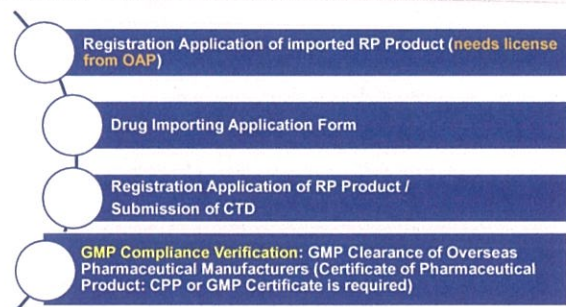 Registration Application of imported RP Product (needs license
from OAP)
Drug Importing Application Form
Registration Application of RP Product /
Submission of CTD
GMP Compliance Verification: GMP Clearance of Overseas
Pharmaceutical Manufacturers (Certificate of Pharmaceutical
Product: CPP or GMP Certificate is required)